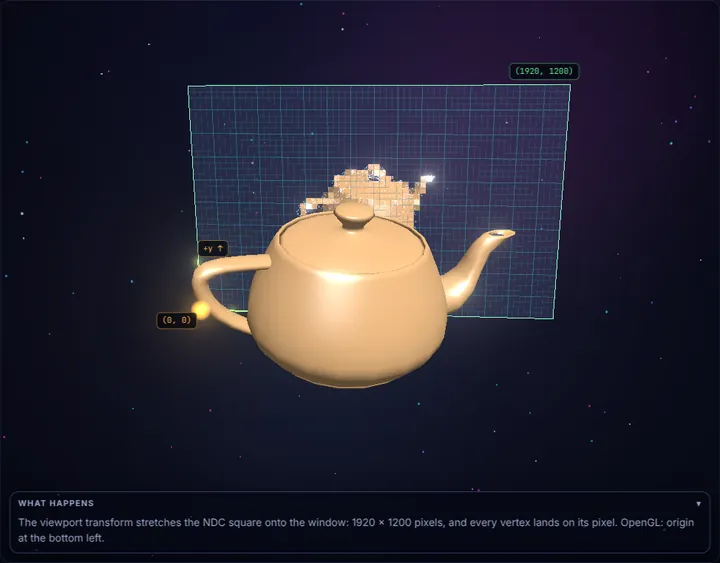 (1920, 1200)
+y ↑
(0, 0)
WHAT HAPPENS ▼
The viewport transform stretches the NDC square onto the window: 1920 × 1200 pixels, and every vertex lands on its pixel. OpenGL: origin
at the bottom left.